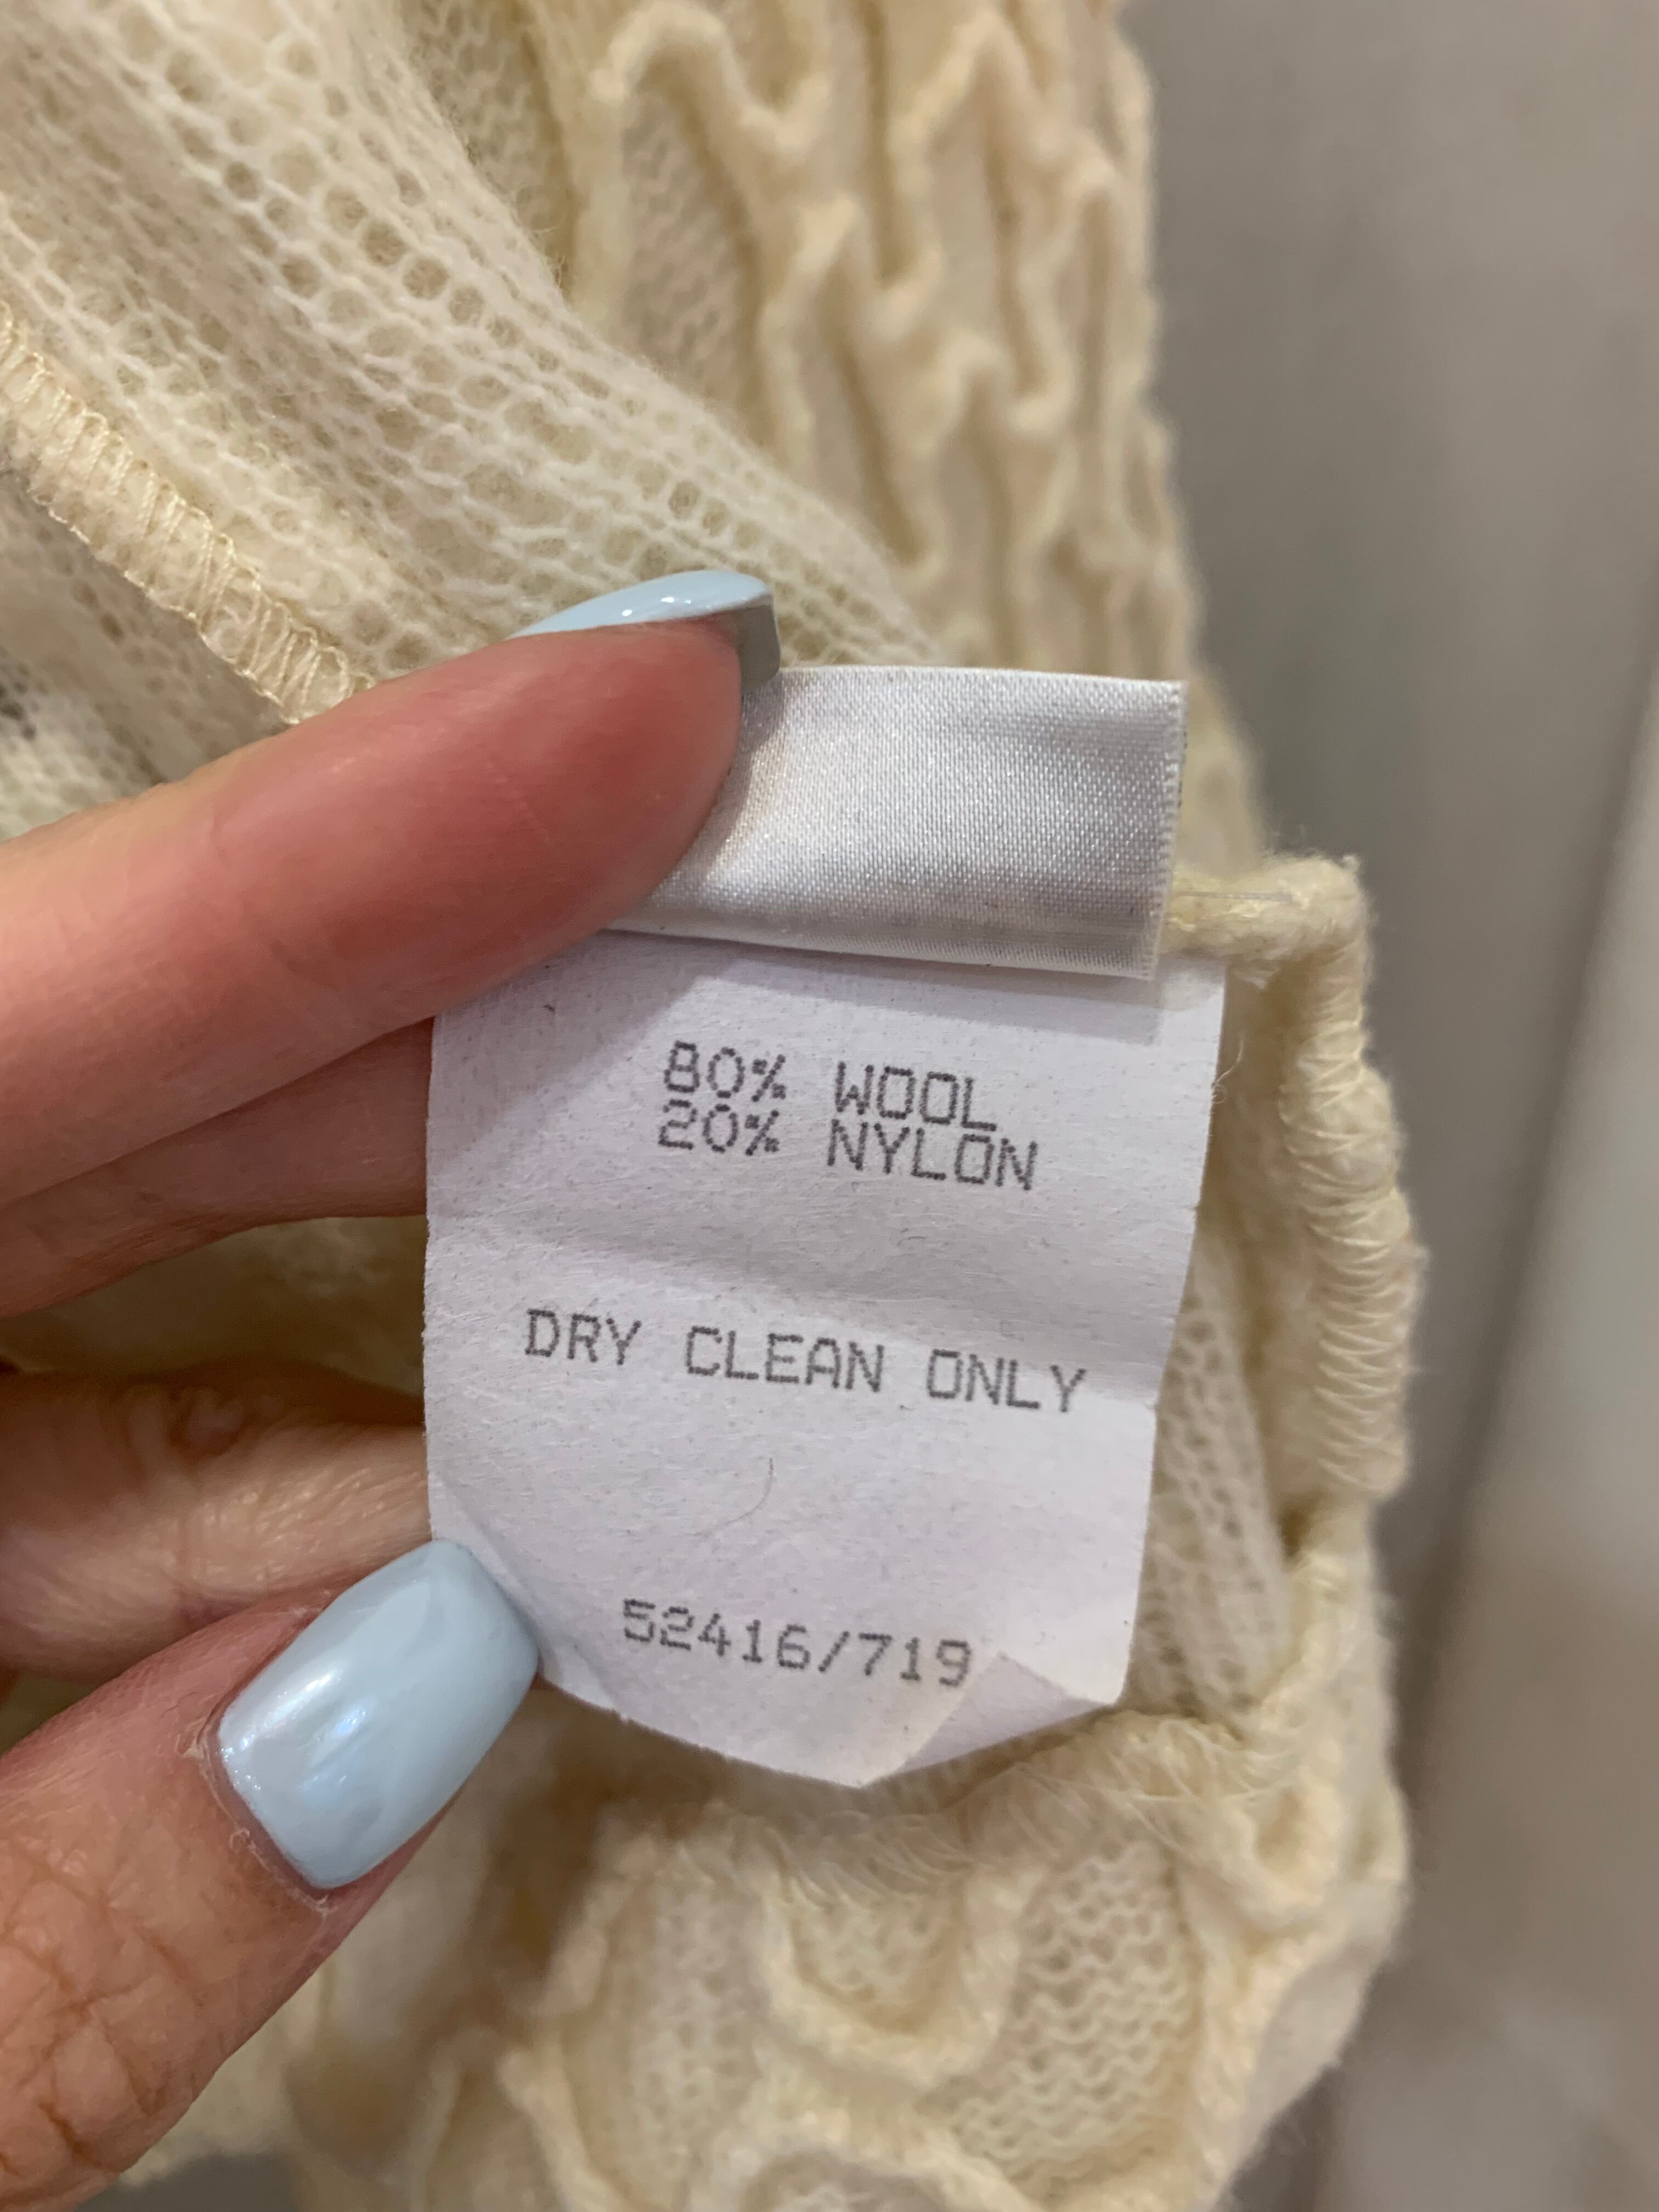 80% WOOL
20% NYLON
DRY CLEAN ONLY
52416/719